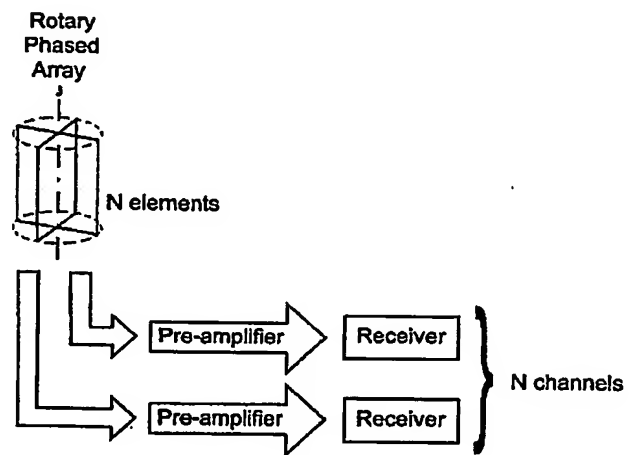 Rotary
Phased
Array
N elements
Pre-amplifier
Receiver
Pre-amplifier
Receiver
N channels